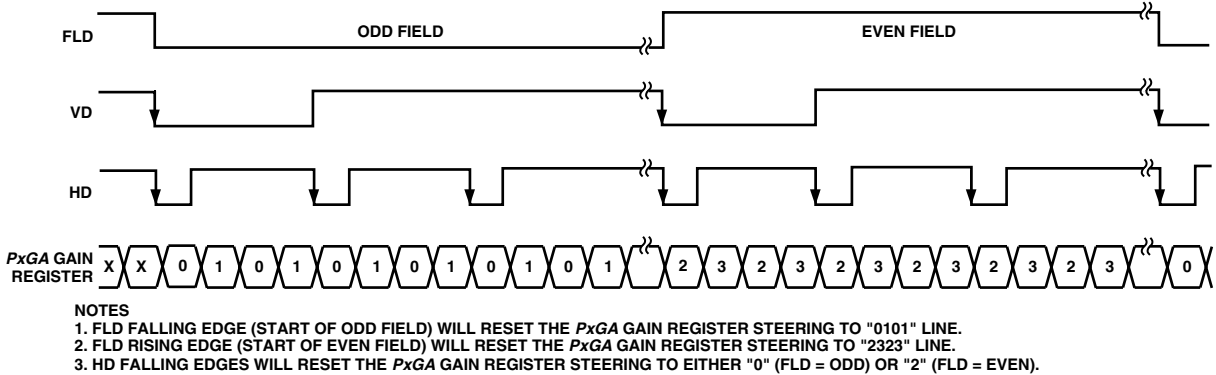 FLD
ODD FIELD
EVEN FIELD
VD
HD
PxGA GAIN
REGISTER
X X 0 1 0 1 0 1 0 1 0 1 0 1 2 3 2 3 2 3 2 3 2 3 2 3 0
NOTES
1. FLD FALLING EDGE (START OF ODD FIELD) WILL RESET THE PxGA GAIN REGISTER STEERING TO "0101" LINE.
2. FLD RISING EDGE (START OF EVEN FIELD) WILL RESET THE PxGA GAIN REGISTER STEERING TO "2323" LINE.
3. HD FALLING EDGES WILL RESET THE PxGA GAIN REGISTER STEERING TO EITHER "0" (FLD = ODD) OR "2" (FLD = EVEN).